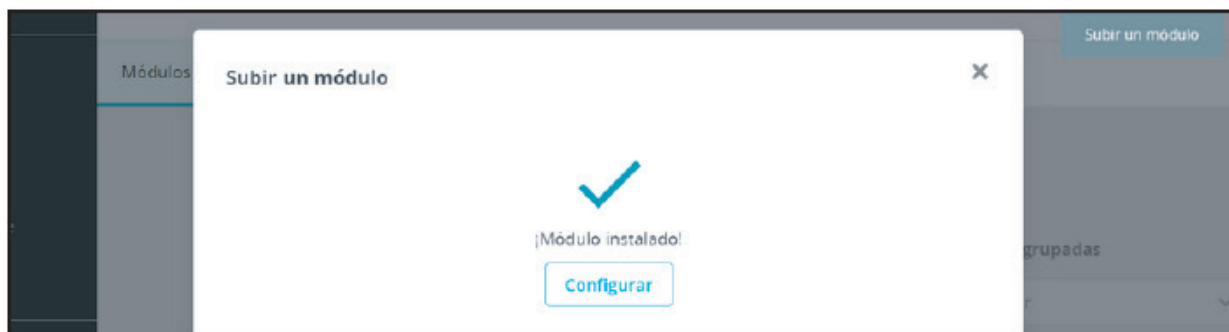 Subir un módulo
Módulos
Subir un módulo
¡Módulo instalado!
grupadas
Configurar
r